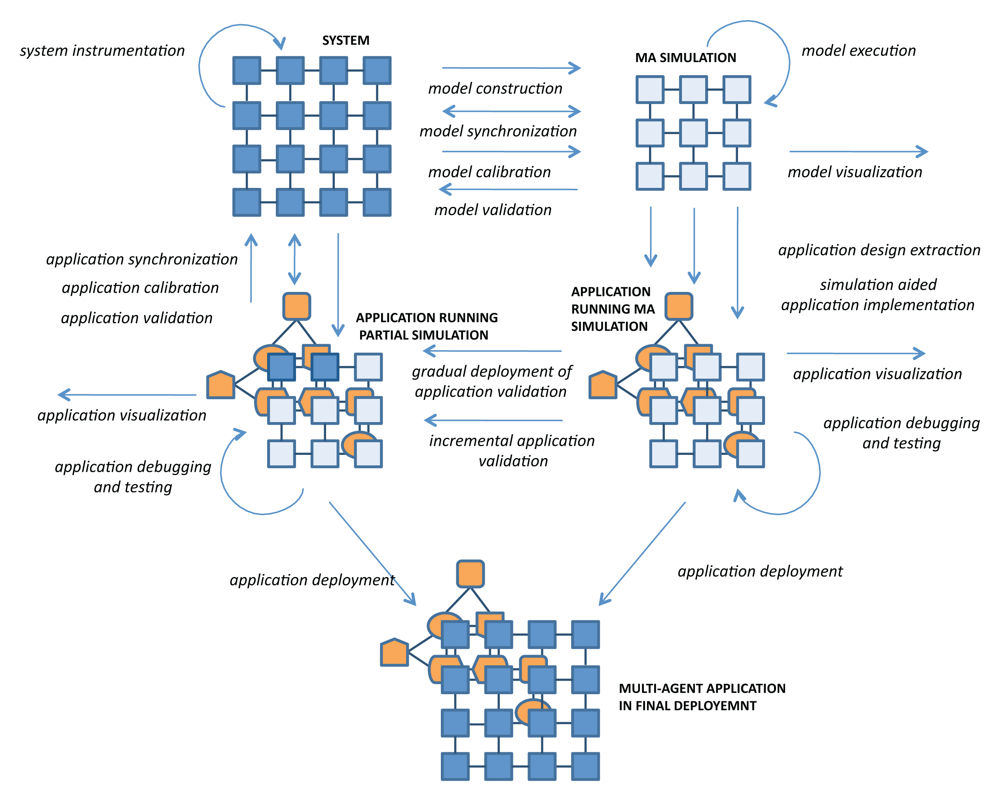 SYSTEM
system instrumentation
MA SIMULATION
model execution
model construction
model synchronization
model calibration
model validation
model visualization
application synchronization
application calibration
application validation
application design extraction
simulation aided
application implementation
APPLICATION RUNNING
PARTIAL SIMULATION
APPLICATION
RUNNING MA
SIMULATION
gradual deployment of
application validation
application visualization
application visualization
incremental application
validation
application debugging
and testing
application debugging
and testing
application deployment
application deployment
MULTI-AGENT APPLICATION
IN FINAL DEPLOYEMNT